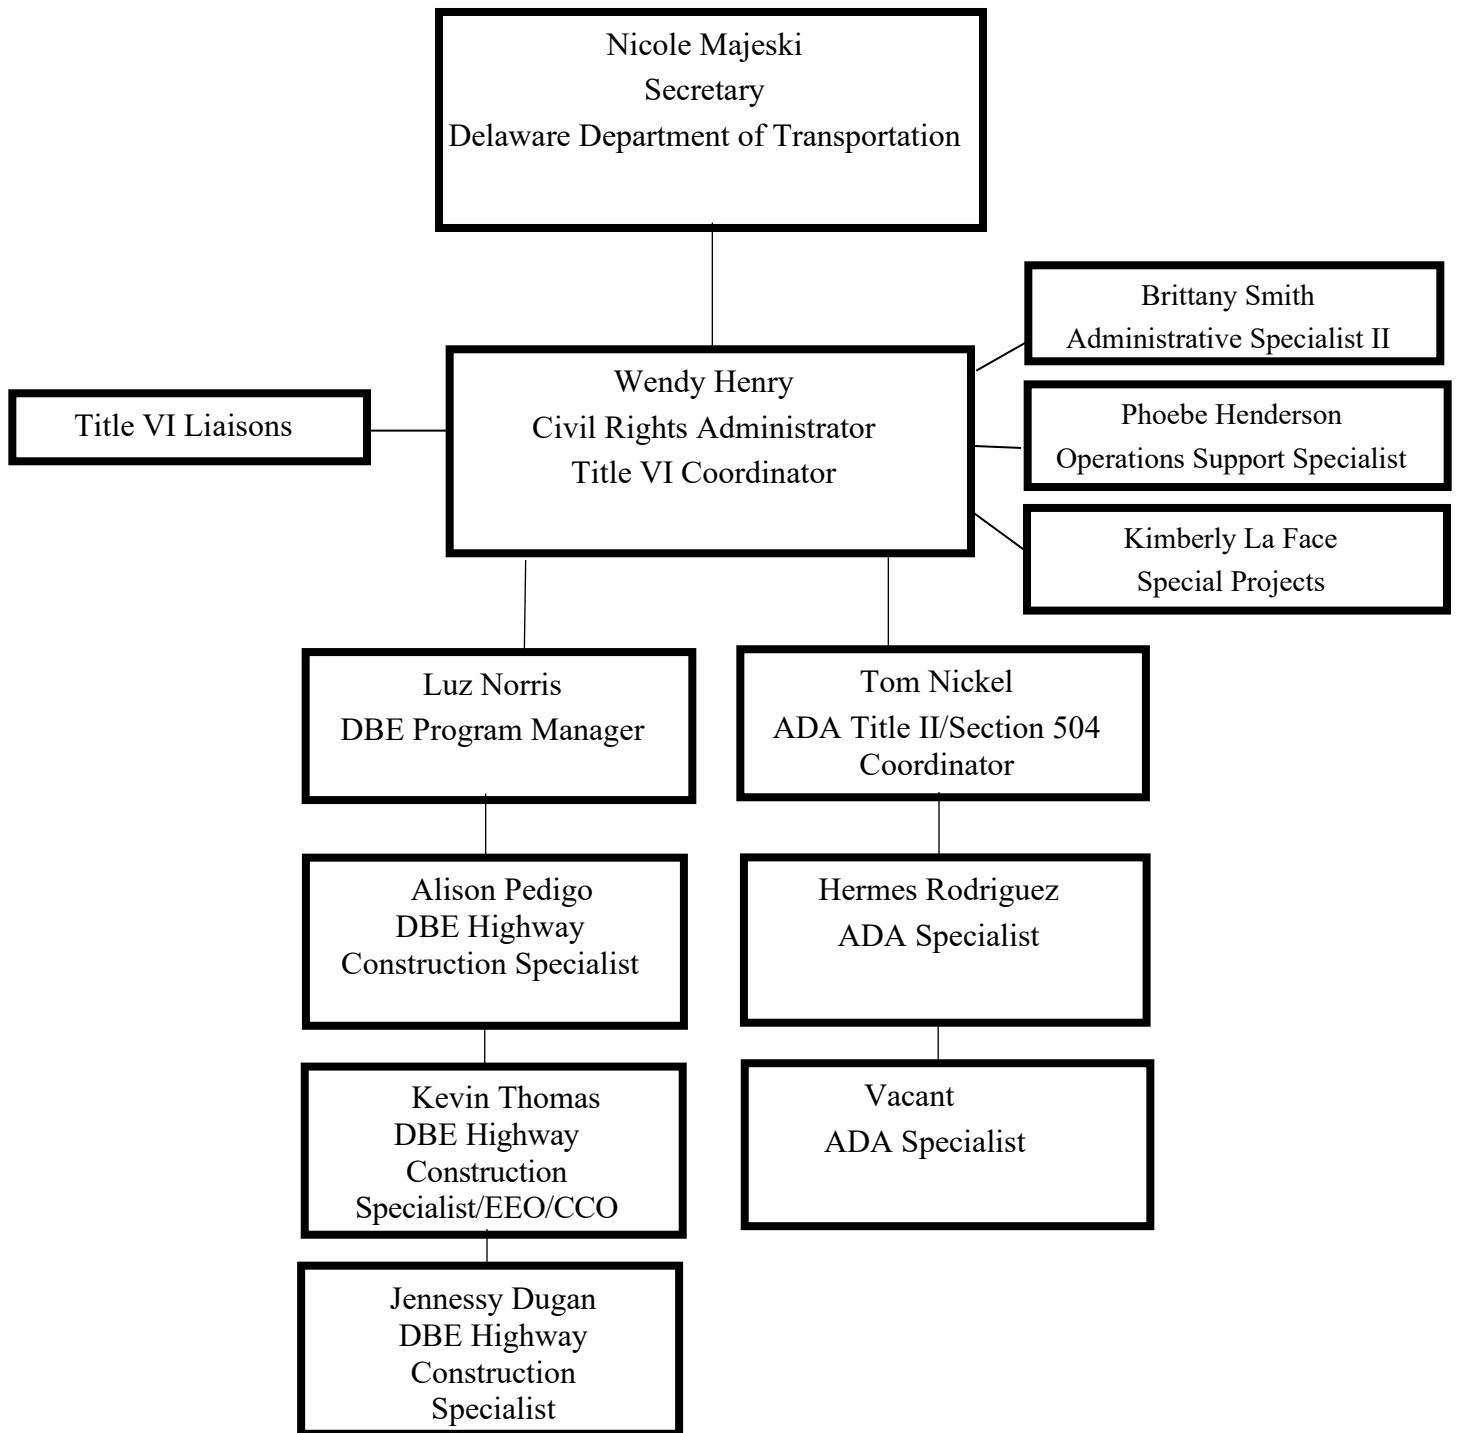 Nicole Majeski
Secretary
Delaware Department of Transportation
Brittany Smith
Administrative Specialist II
Wendy Henry
Civil Rights Administrator
Title VI Coordinator
Title VI Liaisons
Phoebe Henderson
Operations Support Specialist
Kimberly La Face
Special Projects
Luz Norris
DBE Program Manager
Tom Nickel
ADA Title II/Section 504
Coordinator
Alison Pedigo
DBE Highway
Construction Specialist
Hermes Rodriguez
ADA Specialist
Kevin Thomas
DBE Highway
Construction
Specialist/EEO/CCO
Vacant
ADA Specialist
Jennessy Dugan
DBE Highway
Construction
Specialist